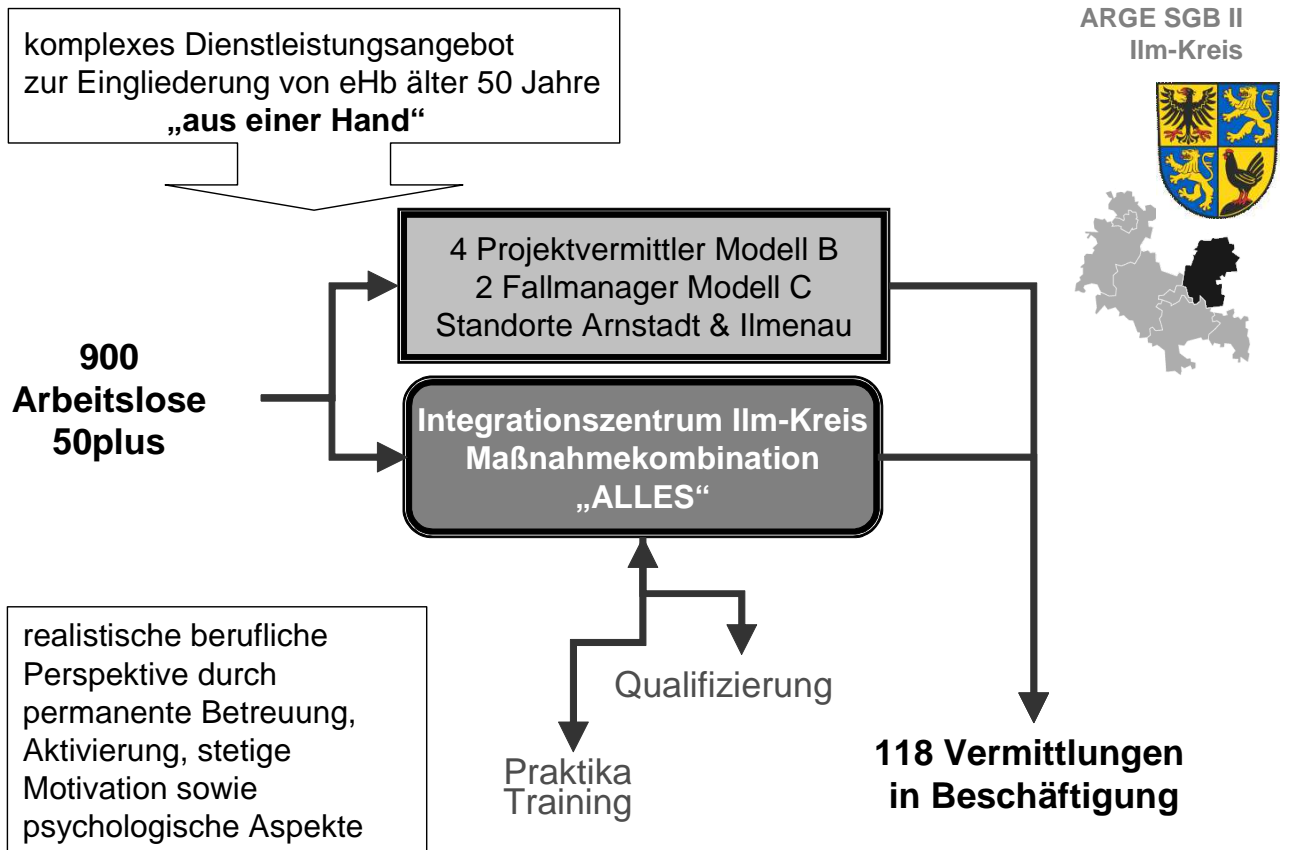 komplexes Dienstleistungsangebot
zur Eingliederung von eHb älter 50 Jahre
„aus einer Hand“
ARGE SGB II
Ilm-Kreis
4 Projektvermittler Modell B
2 Fallmanager Modell C
Standorte Arnstadt & Ilmenau
900
Arbeitslose
50plus
Integrationszentrum Ilm-Kreis
Maßnahmekombination
„ALLES“
realistische berufliche
Perspektive durch
permanente Betreuung,
Aktivierung, stetige
Motivation sowie
psychologische Aspekte
Qualifizierung
Praktika
Training
118 Vermittlungen
in Beschäftigung